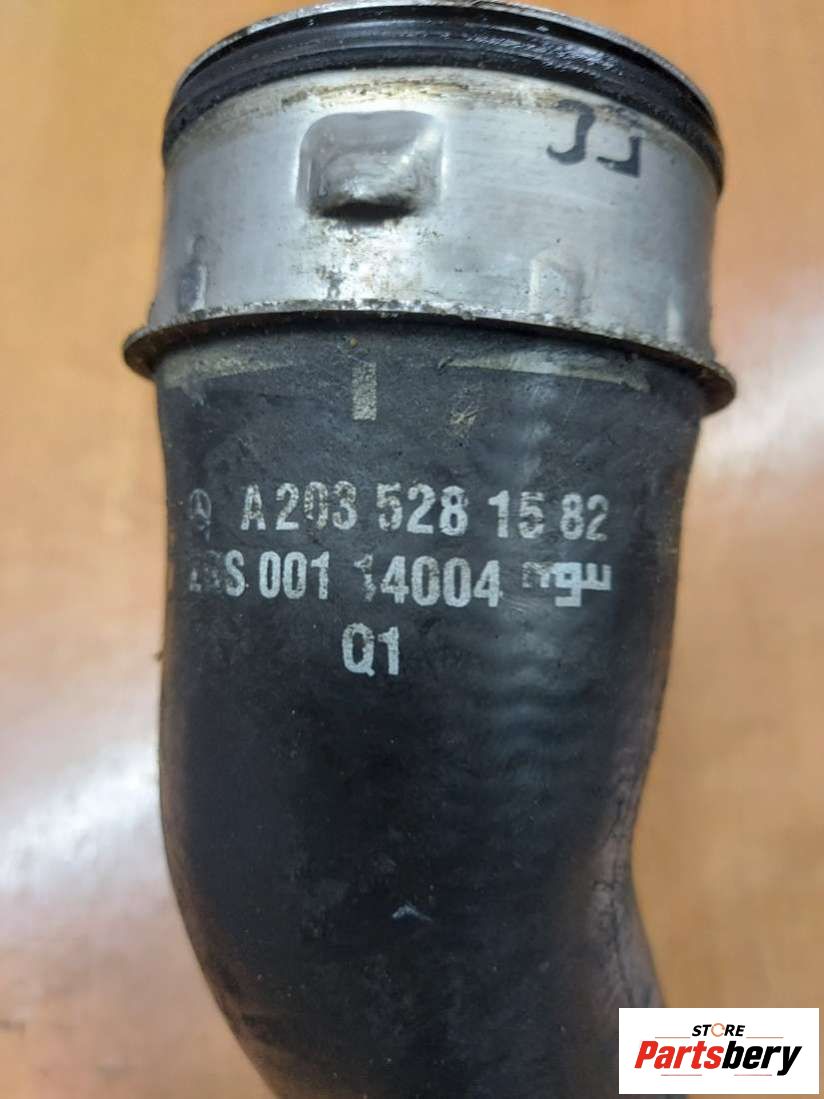 A 203 528 15 82
001 14004
Q1
STORE
Partsbery